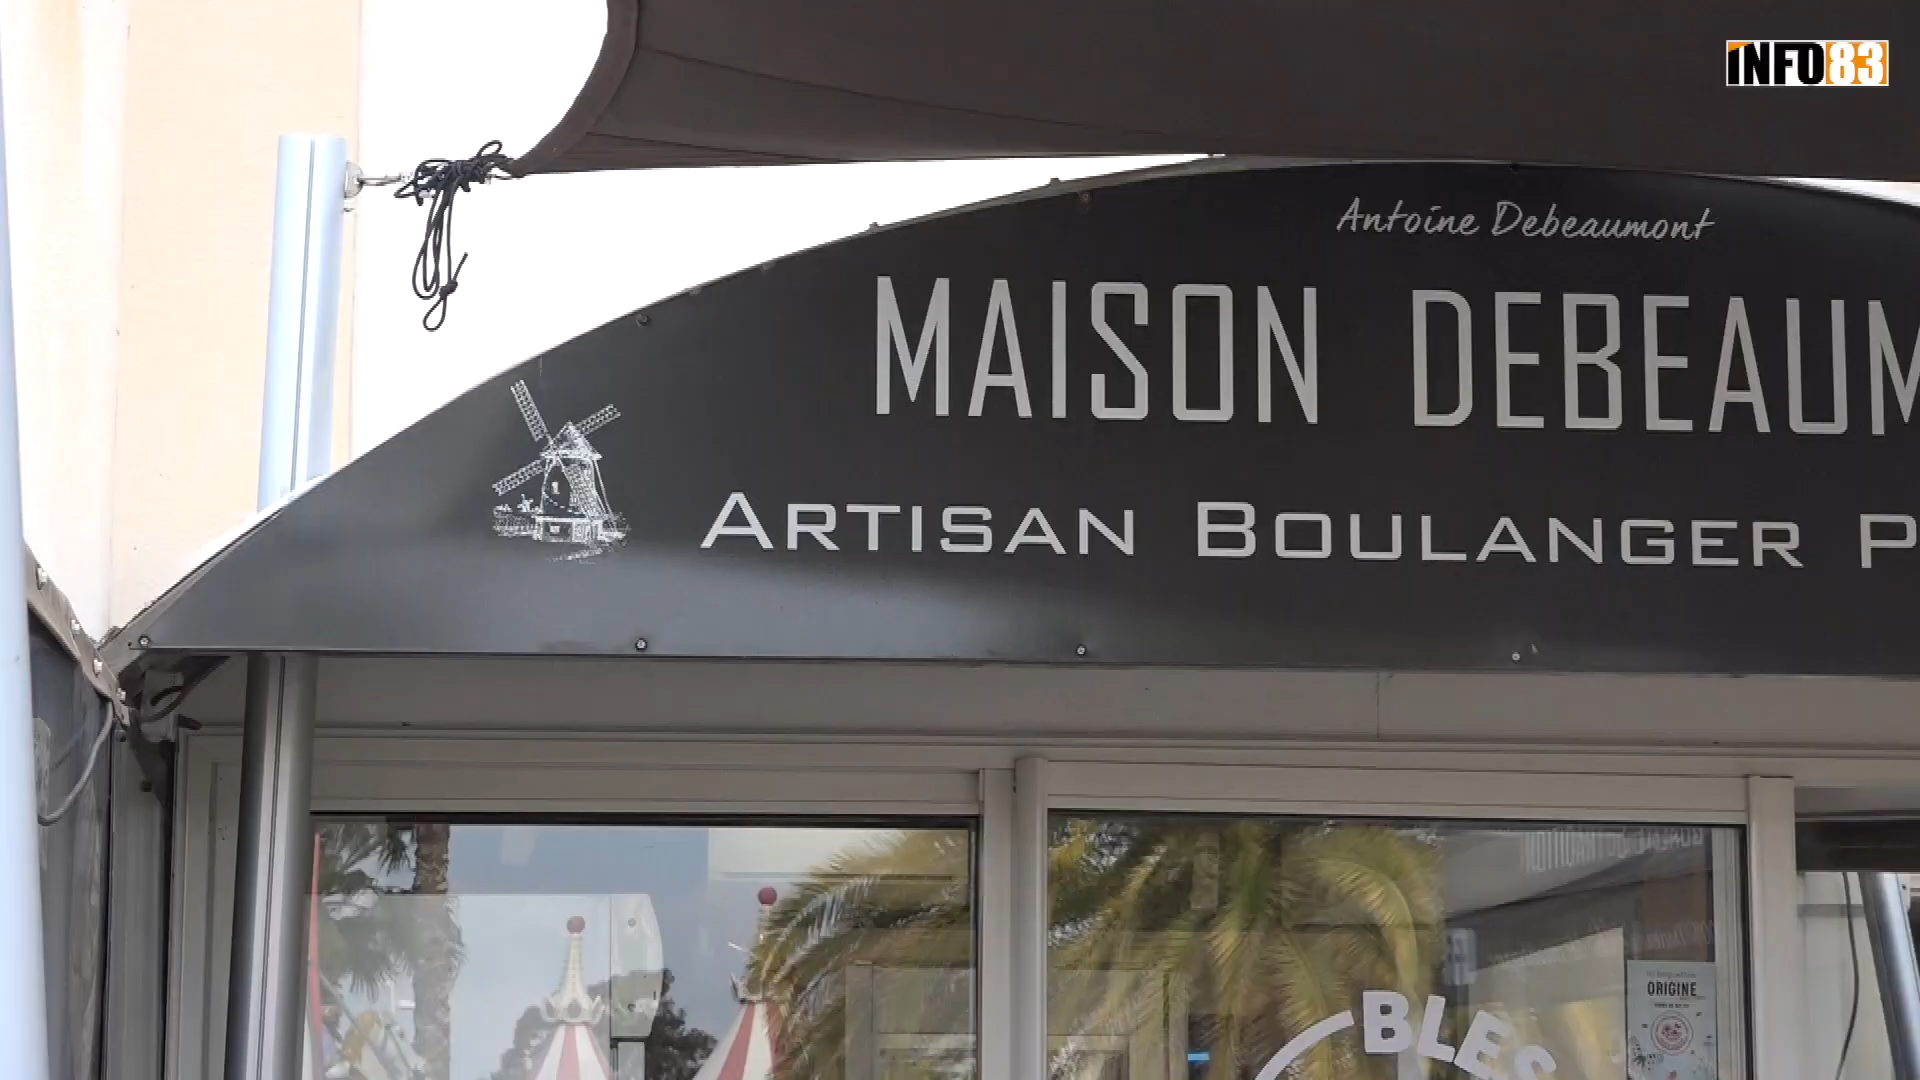 INFO83
Antoine Debeaumont
MAISON DEBEAUM
ARTISAN BOULANGER P
ORIGINE
BLES